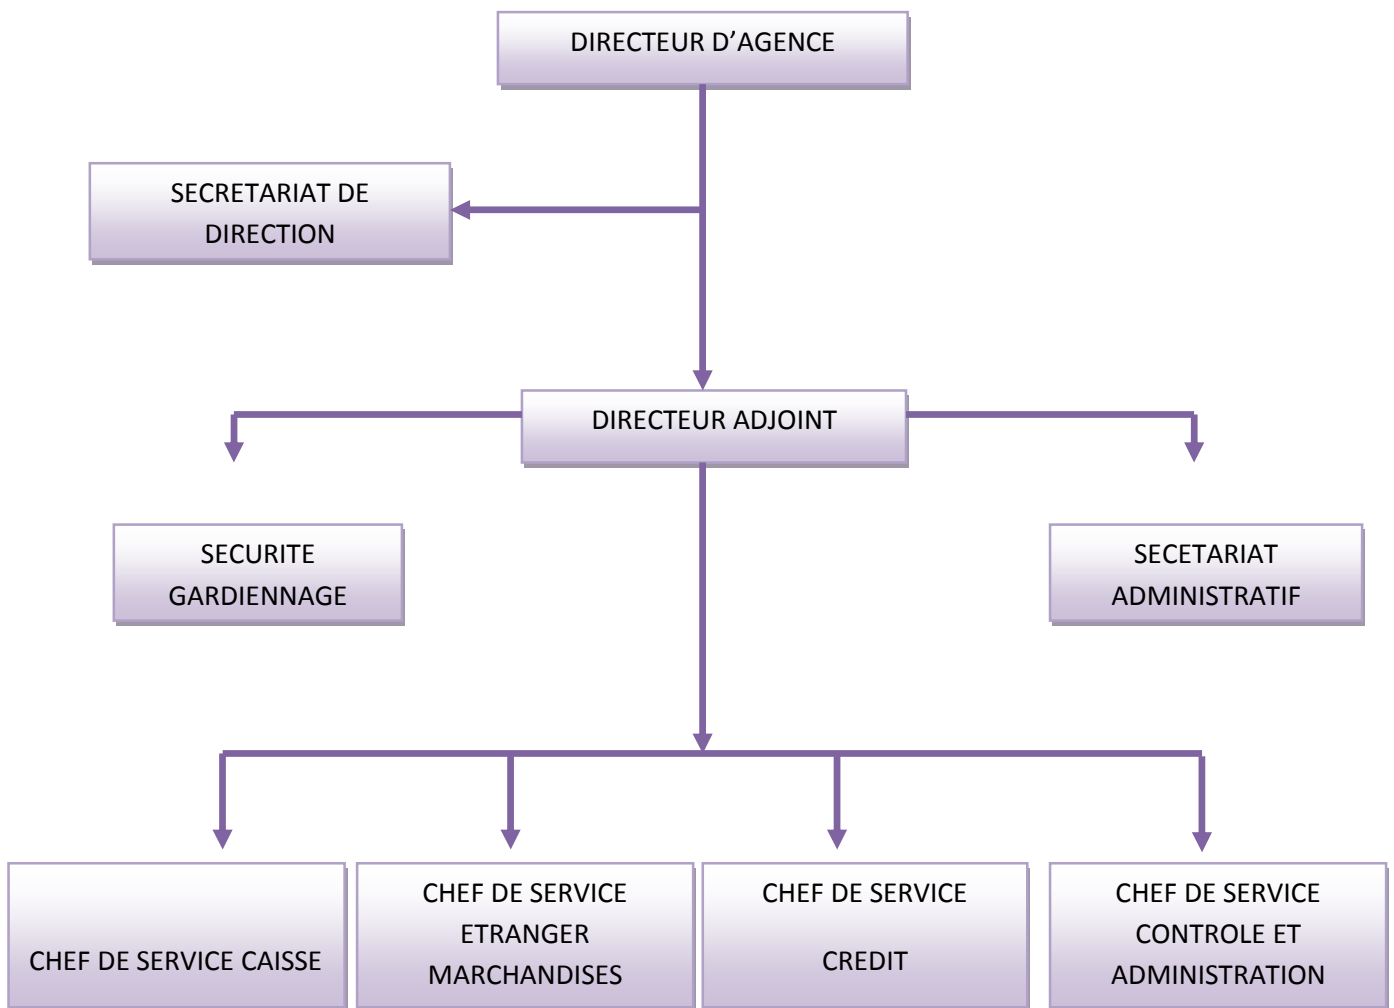 DIRECTEUR D’AGENCE
SECRETARIAT DE
DIRECTION
DIRECTEUR ADJOINT
SECURITE
GARDIENNAGE
SECETARIAT
ADMINISTRATIF
CHEF DE SERVICE CAISSE
CHEF DE SERVICE
ETRANGER
MARCHANDISES
CHEF DE SERVICE
CREDIT
CHEF DE SERVICE
CONTROLE ET
ADMINISTRATION